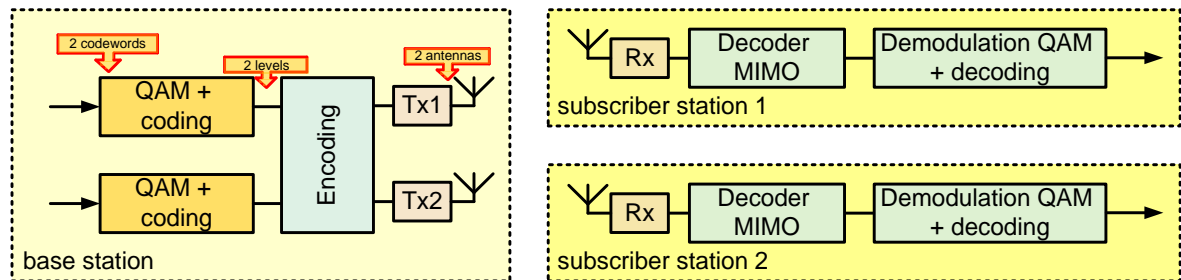 2 codewords
2 levels
2 antennas
QAM +
coding
Encoding
Tx1
QAM +
coding
Tx2
base station
Rx
Decoder
MIMO
Demodulation QAM
+ decoding
subscriber station 1
Rx
Decoder
MIMO
Demodulation QAM
+ decoding
subscriber station 2